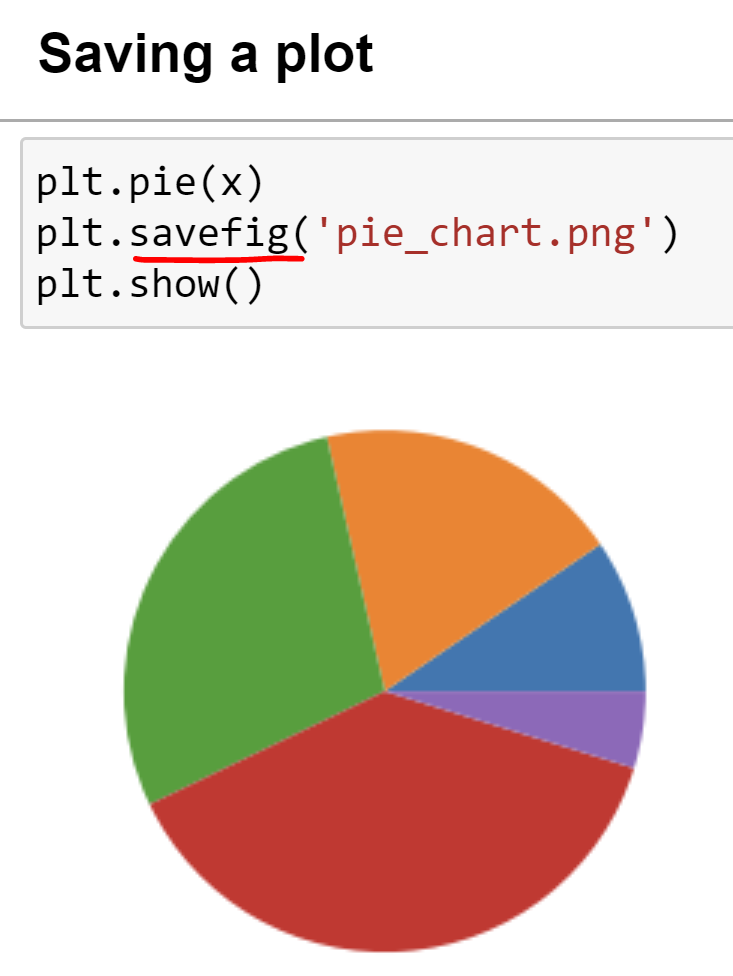 Saving a plot
plt.pie(x)
plt.savefig('pie_chart.png')
plt.show()